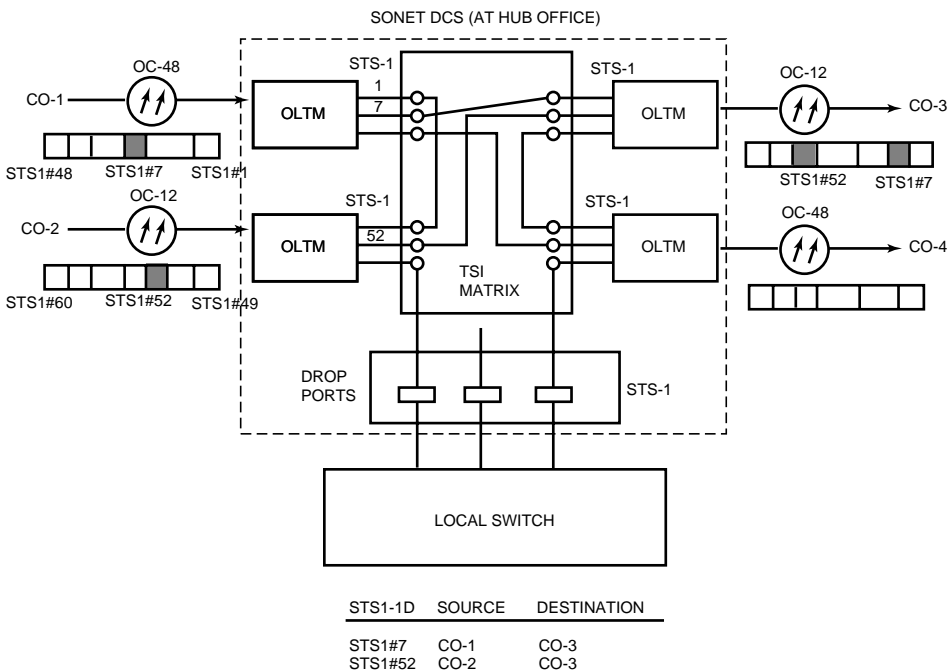 SONET DCS (AT HUB OFFICE)
OC-48
STS-1
STS-1
OC-12
CO-1
1
7
OLTM
OLTM
CO-3
STS1#48
STS1#7
STS1#1
STS1#52
STS1#7
OC-12
STS-1
STS-1
OC-48
CO-2
52
OLTM
OLTM
CO-4
TSI
MATRIX
STS1#60
STS1#52
STS1#49
DROP
PORTS
STS-1
LOCAL SWITCH
STS1-1D SOURCE DESTINATION
STS1#7 CO-1 CO-3
STS1#52 CO-2 CO-3